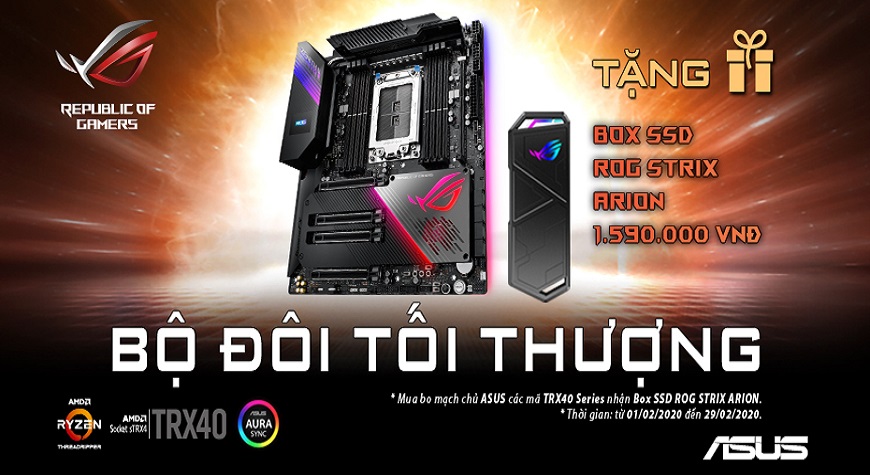 REPUBLIC OF
GAMERS
TẶNG
BOX SSD
ROG STRIX
ARION
1.590.000 VNĐ
BỘ ĐÔI TỐI THƯỢNG
* Mua bo mạch chủ ASUS các mã TRX40 Series nhận Box SSD ROG STRIX ARION.
* Thời gian: từ 01/02/2020 đến 29/02/2020.
AMD
RYZEN
THREADRIPPER
AMD
Socket sTRX4
TRX40
ASUS
AURA
SYNC
ASUS